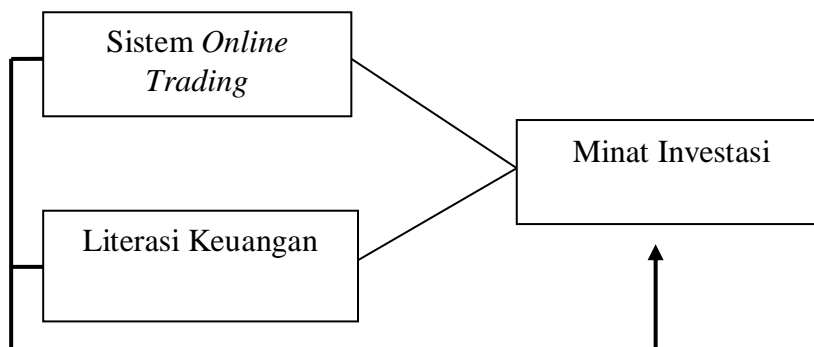 Sistem Online
Trading
Minat Investasi
Literasi Keuangan